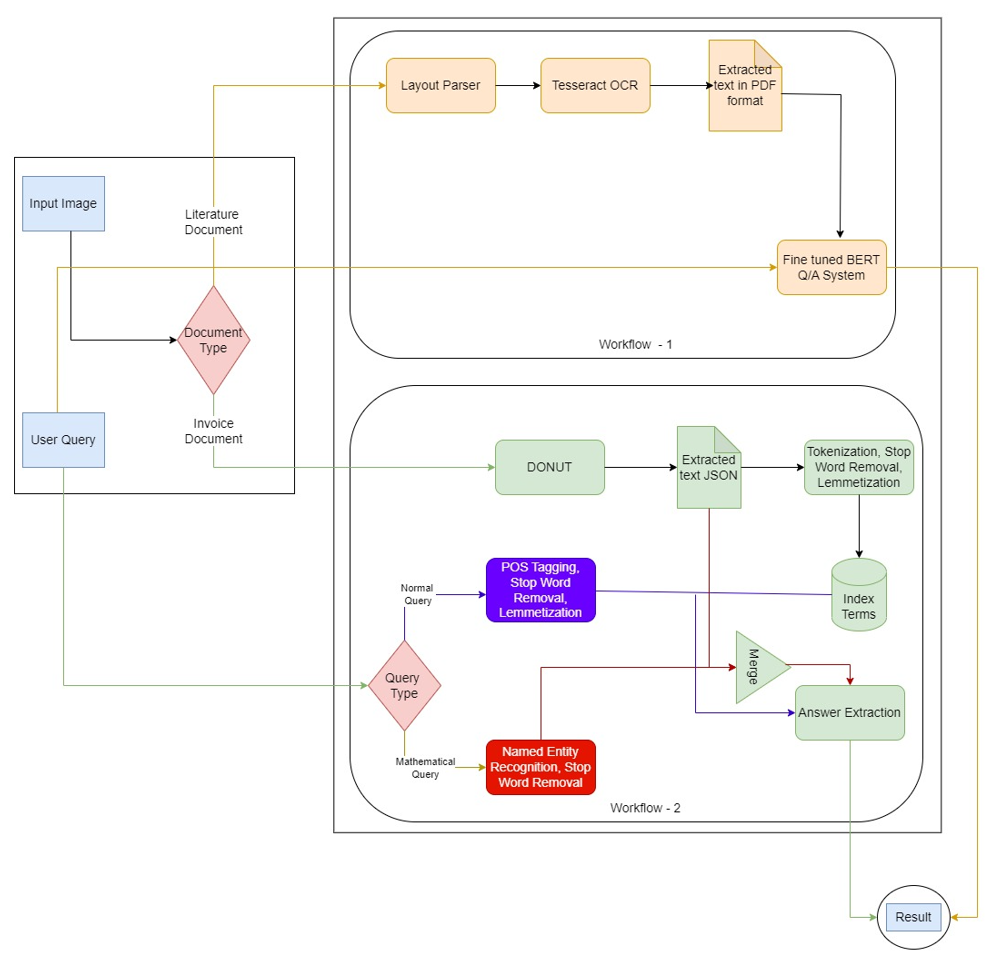 Layout Parser
Tesseract OCR
Extracted
text in PDF
format
Input Image
Literature
Document
Fine tuned BERT
Q/A System
Document
Type
Workflow - 1
User Query
Invoice
Document
DONUT
Extracted
text JSON
Tokenization, Stop
Word Removal,
Lemmetization
POS Tagging,
Stop Word
Removal,
Lemmetization
Normal
Query
Index
Terms
Query
Type
Merge
Answer Extraction
Mathematical
Query
Named Entity
Recognition, Stop
Word Removal
Workflow - 2
Result